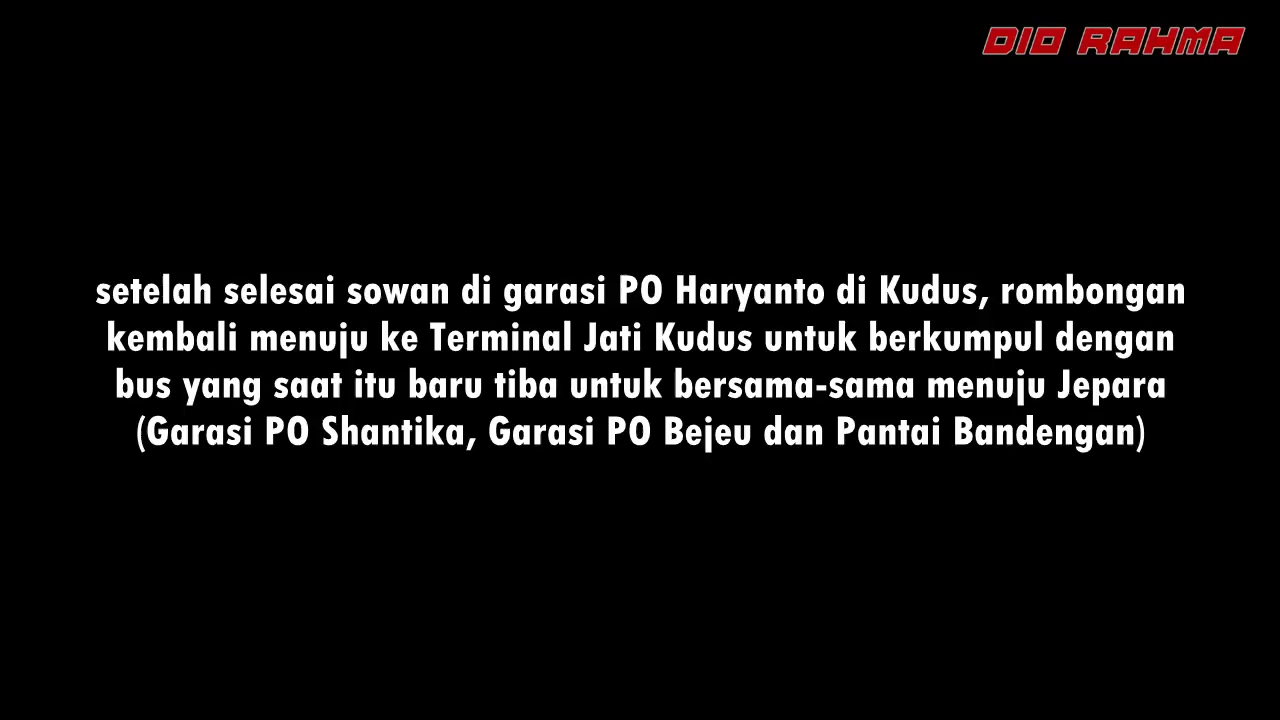 DIO RAHMA
setelah selesai sowan di garasi PO Haryanto di Kudus, rombongan
kembali menuju ke Terminal Jati Kudus untuk berkumpul dengan
bus yang saat itu baru tiba untuk bersama-sama menuju Jepara
(Garasi PO Shantika, Garasi PO Bejeu dan Pantai Bandengan)